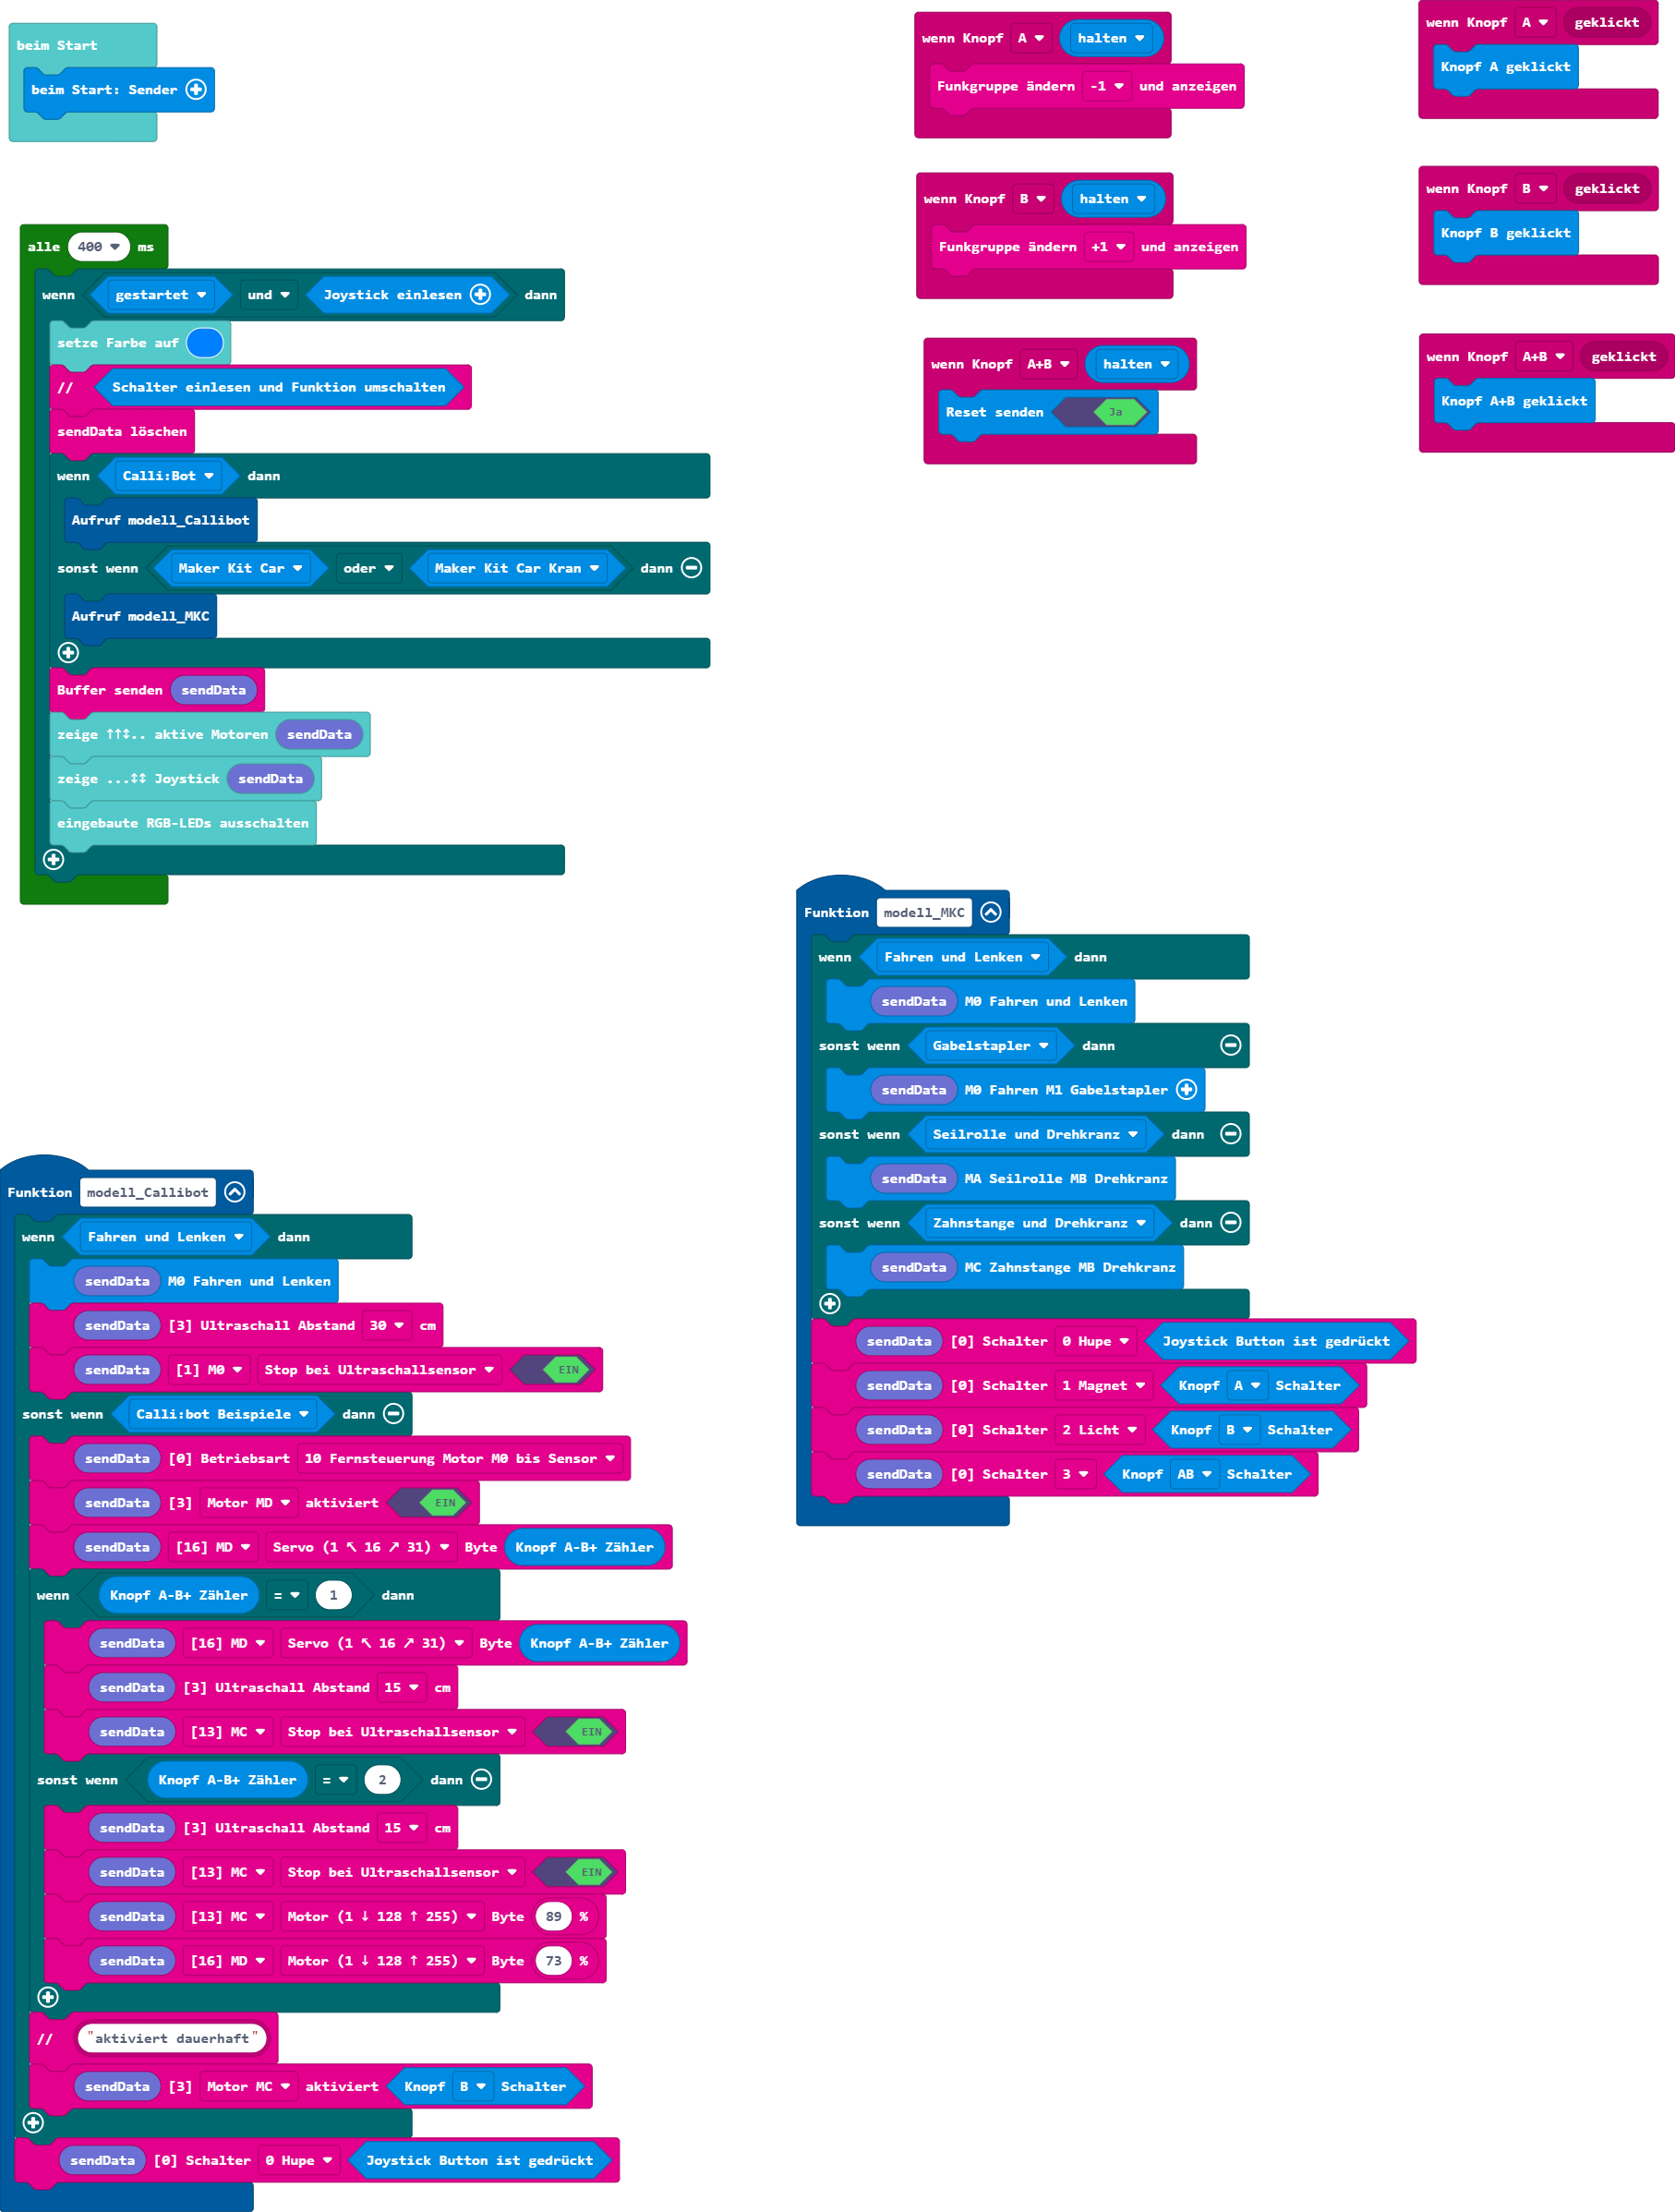 beim Start
beim Start: Sender
alle 400 ms
wenn gestartet und Joystick einlesen dann
setze Farbe auf
// Schalter einlesen und Funktion umschalten
sendData löschen
wenn Calli:Bot dann
Aufruf modell_Callibot
sonst wenn Maker Kit Car oder Maker Kit Car Kran dann
Aufruf modell_MKC
Buffer senden sendData
zeige ↑↑↕.. aktive Motoren sendData
zeige ...↕↕ Joystick sendData
eingebaute RGB-LEDs ausschalten
wenn Knopf A halten
Funkgruppe ändern -1 und anzeigen
wenn Knopf B halten
Funkgruppe ändern +1 und anzeigen
wenn Knopf A+B halten
Reset senden Ja
wenn Knopf A geklickt
Knopf A geklickt
wenn Knopf B geklickt
Knopf B geklickt
wenn Knopf A+B geklickt
Knopf A+B geklickt
Funktion modell_MKC
wenn Fahren und Lenken dann
sendData M0 Fahren und Lenken
sonst wenn Gabelstapler dann
sendData M0 Fahren M1 Gabelstapler
sonst wenn Seilrolle und Drehkranz dann
sendData MA Seilrolle MB Drehkranz
sonst wenn Zahnstange und Drehkranz dann
sendData MC Zahnstange MB Drehkranz
sendData [0] Schalter 0 Hupe Joystick Button ist gedrückt
sendData [0] Schalter 1 Magnet Knopf A Schalter
sendData [0] Schalter 2 Licht Knopf B Schalter
sendData [0] Schalter 3 Knopf AB Schalter
Funktion modell_Callibot
wenn Fahren und Lenken dann
sendData M0 Fahren und Lenken
sendData [3] Ultraschall Abstand 30 cm
sendData [1] M0 Stop bei Ultraschallsensor EIN
sonst wenn Calli:bot Beispiele dann
sendData [0] Betriebsart 10 Fernsteuerung Motor M0 bis Sensor
sendData [3] Motor MD aktiviert EIN
sendData [16] MD Servo (1 ↖ 16 ↗ 31) Byte Knopf A-B+ Zähler
wenn Knopf A-B+ Zähler = 1 dann
sendData [16] MD Servo (1 ↖ 16 ↗ 31) Byte Knopf A-B+ Zähler
sendData [3] Ultraschall Abstand 15 cm
sendData [13] MC Stop bei Ultraschallsensor EIN
sonst wenn Knopf A-B+ Zähler = 2 dann
sendData [3] Ultraschall Abstand 15 cm
sendData [13] MC Stop bei Ultraschallsensor EIN
sendData [13] MC Motor (1 ↓ 128 ↑ 255) Byte 89 %
sendData [16] MD Motor (1 ↓ 128 ↑ 255) Byte 73 %
// "aktiviert dauerhaft"
sendData [3] Motor MC aktiviert Knopf B Schalter
sendData [0] Schalter 0 Hupe Joystick Button ist gedrückt